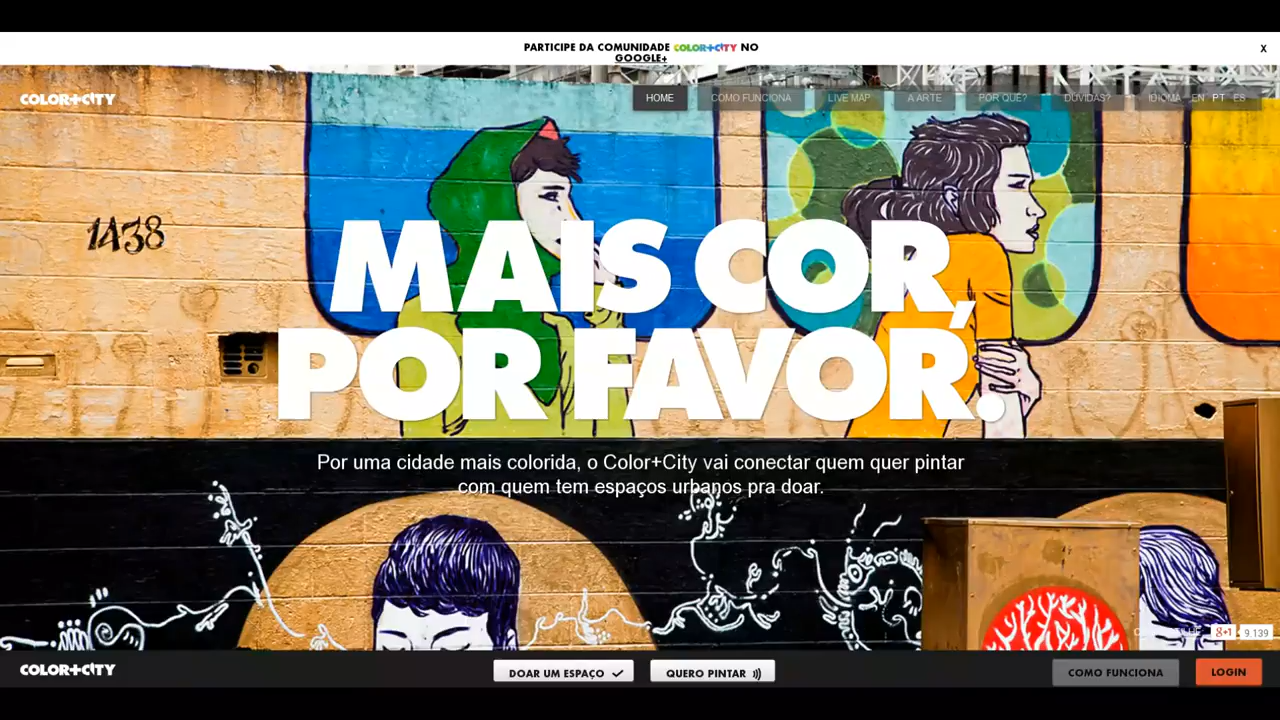 PARTICIPE DA COMUNIDADE COLOR+CITY NO
GOOGLE+
X
COLOR+CITY
HOME
COMO FUNCIONA
LIVE MAP
A ARTE
POR QUÊ?
DÚVIDAS?
IDIOMA EN PT ES
1438
MAIS COR,
POR FAVOR.
Por uma cidade mais colorida, o Color+City vai conectar quem quer pintar
com quem tem espaços urbanos pra doar.
g+1 9.139
COLOR+CITY
DOAR UM ESPAÇO
QUERO PINTAR
COMO FUNCIONA
LOGIN